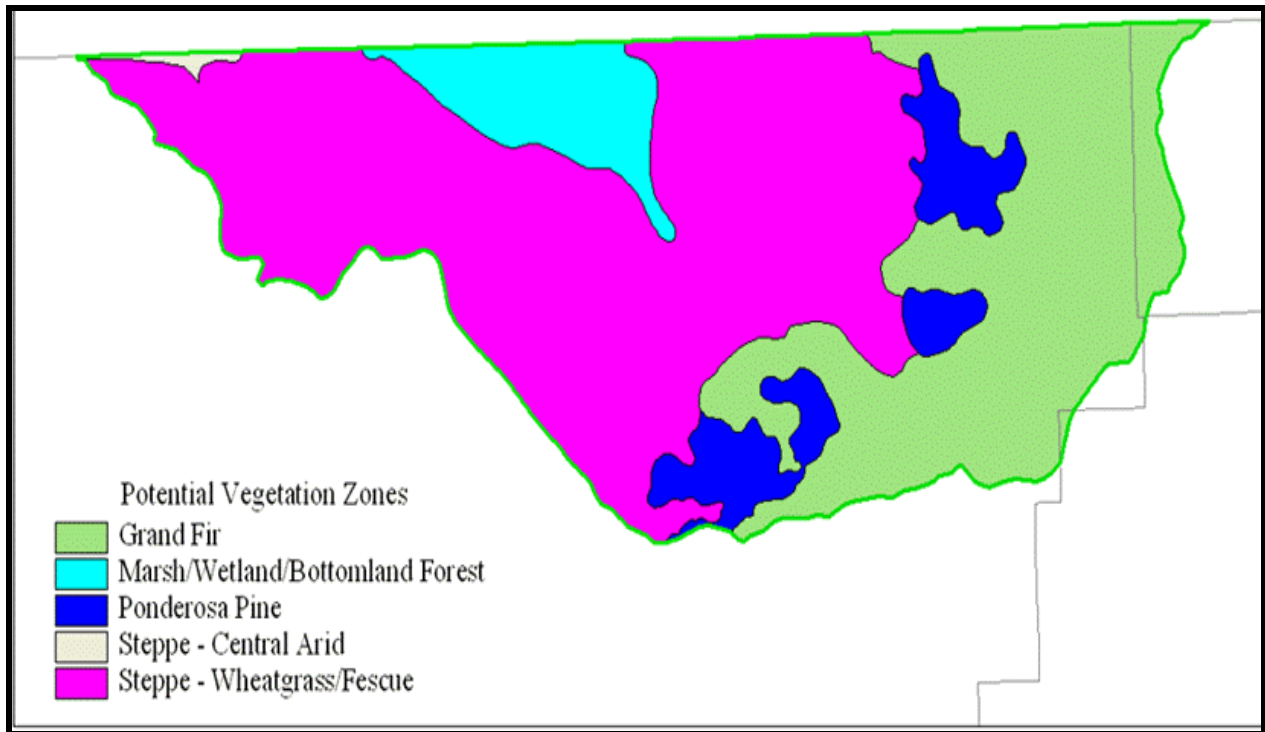 Potential Vegetation Zones
Grand Fir
Marsh/Wetland/Bottomland Forest
Ponderosa Pine
Steppe - Central Arid
Steppe - Wheatgrass/Fescue